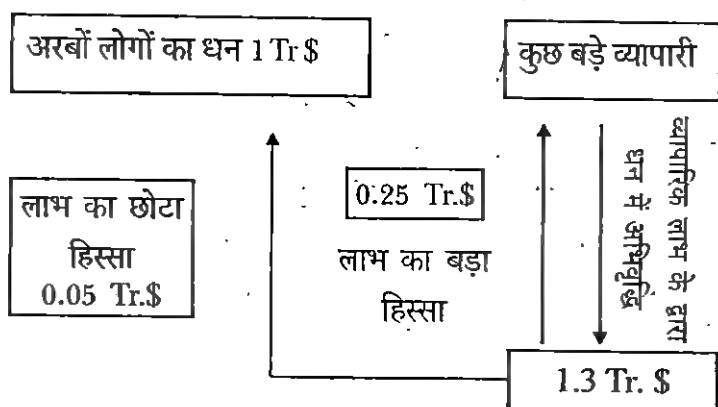 अरबों लोगों का धन 1 Tr $
कुछ बड़े व्यापारी
लाभ का छोटा
हिस्सा
0.05 Tr.$
0.25 Tr.$
लाभ का बड़ा
हिस्सा
व्यापारिक लाभ के द्वारा
धन में अभिवृद्धि
1.3 Tr. $